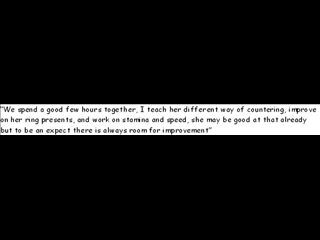 "We spend a good few hours together, I teach her different way of countering, improve
on her ring presents, and work on stamina and speed, she may be good at that already
but to be an expect there is always room for improvement"